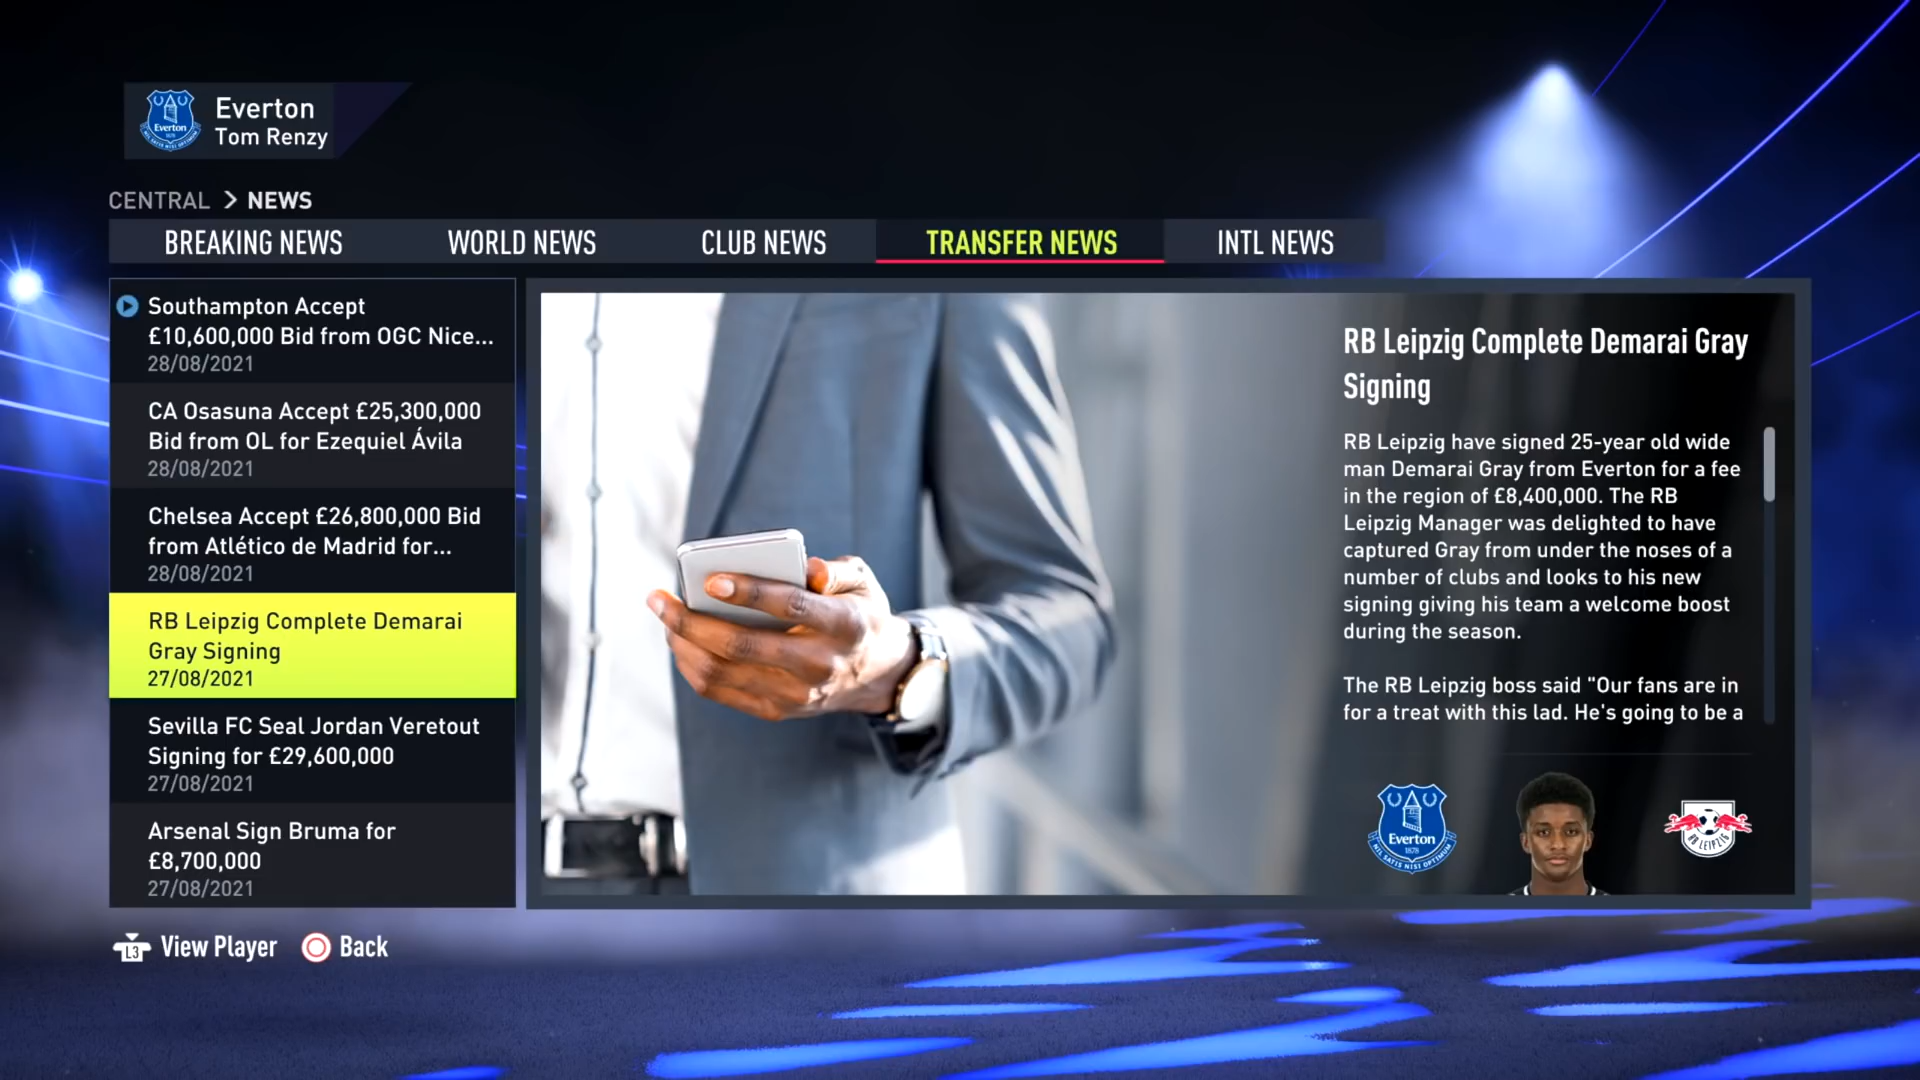 Everton
Tom Renzy
CENTRAL > NEWS
BREAKING NEWS
WORLD NEWS
CLUB NEWS
TRANSFER NEWS
INTL NEWS
Southampton Accept
£10,600,000 Bid from OGC Nice...
28/08/2021
CA Osasuna Accept £25,300,000
Bid from OL for Ezequiel Ávila
28/08/2021
Chelsea Accept £26,800,000 Bid
from Atlético de Madrid for...
28/08/2021
RB Leipzig Complete Demarai
Gray Signing
27/08/2021
Sevilla FC Seal Jordan Veretout
Signing for £29,600,000
27/08/2021
Arsenal Sign Bruma for
£8,700,000
27/08/2021
RB Leipzig Complete Demarai Gray
Signing
RB Leipzig have signed 25-year old wide
man Demarai Gray from Everton for a fee
in the region of £8,400,000. The RB
Leipzig Manager was delighted to have
captured Gray from under the noses of a
number of clubs and looks to his new
signing giving his team a welcome boost
during the season.
The RB Leipzig boss said "Our fans are in
for a treat with this lad. He's going to be a
Everton
1878
NIL SATIS NISI OPTIMUM
RB LEIPZIG
L3 View Player
Back